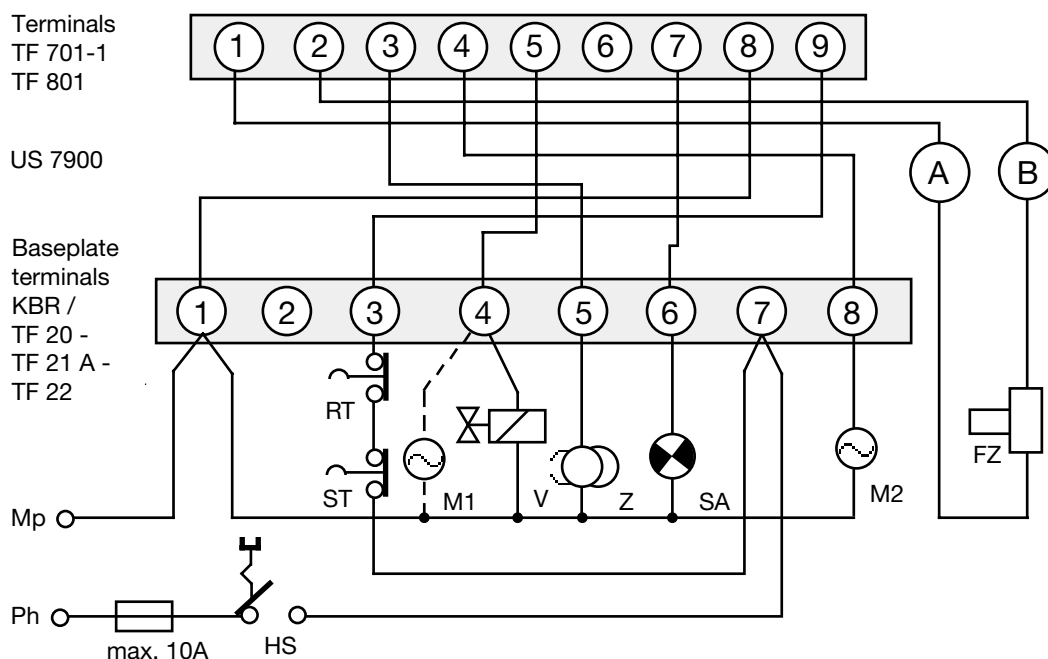 Terminals
TF 701-1
TF 801
1 2 3 4 5 6 7 8 9
US 7900
A B
Baseplate
terminals
KBR /
TF 20 -
TF 21 A -
TF 22
1 2 3 4 5 6 7 8
RT
ST
M1
V
Z
SA
M2
FZ
Mp
Ph
max. 10A
HS